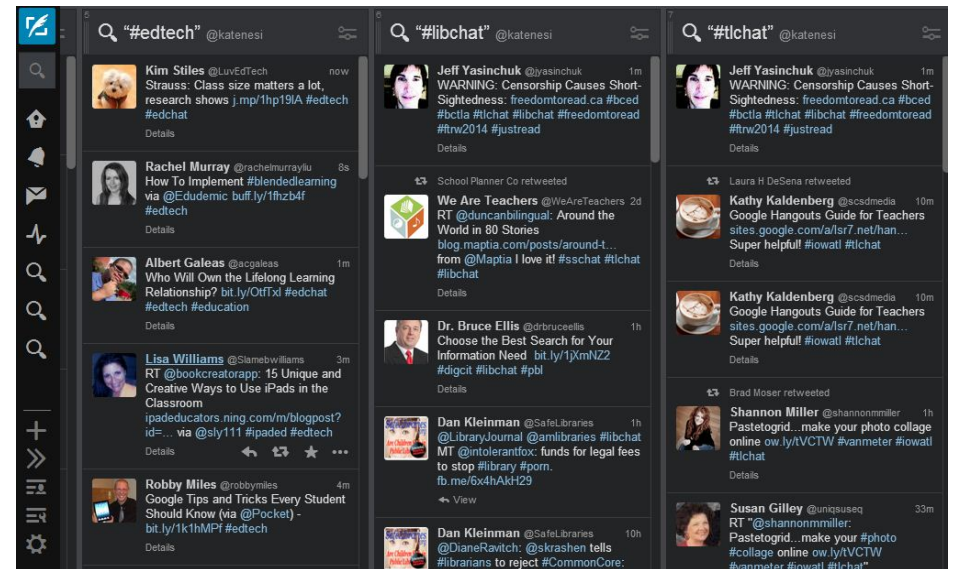 5
"#edtech" @katenesi
Kim Stiles @LuvEdTech now
Strauss: Class size matters a lot,
research shows j.mp/1hp19lA #edtech
#edchat
Details
Rachel Murray @rachelmurrayliu 8s
How To Implement #blendedlearning
via @Edudemic buff.ly/1fhzb4f
#edtech
Details
Albert Galeas @acgaleas 1m
Who Will Own the Lifelong Learning
Relationship? bit.ly/OtfTxl #edchat
#edtech #education
Details
Lisa Williams @Slamebwilliams 3m
RT @bookcreatorapp: 15 Unique and
Creative Ways to Use iPads in the
Classroom
ipadeducators.ning.com/m/blogpost?
id=... via @sly111 #ipaded #edtech
Details
Robby Miles @robbymiles 4m
Google Tips and Tricks Every Student
Should Know (via @Pocket) -
bit.ly/1k1hMPf #edtech
Details
6
"#libchat" @katenesi
Jeff Yasinchuk @jyasinchuk 1m
WARNING: Censorship Causes Short-
Sightedness: freedomtoread.ca #bced
#bctla #tlchat #libchat #freedomtoread
#ftrw2014 #justread
Details
School Planner Co retweeted
We Are Teachers @WeAreTeachers 2d
RT @duncanbilingual: Around the
World in 80 Stories
blog.maptia.com/posts/around-t...
from @Maptia I love it! #sschat #tlchat
#libchat
Details
Dr. Bruce Ellis @drbruceellis 1h
Choose the Best Search for Your
Information Need bit.ly/1jXmNZ2
#digcit #libchat #pbl
Details
Dan Kleinman @SafeLibraries 1h
@LibraryJournal @amlibraries #libchat
MT @intolerantfox: funds for legal fees
to stop #library #porn.
fb.me/6x4hAkH29
View
Dan Kleinman @SafeLibraries 10h
@DianeRavitch: @skrashen tells
#librarians to reject #CommonCore:
7
"#tlchat" @katenesi
Jeff Yasinchuk @jyasinchuk 1m
WARNING: Censorship Causes Short-
Sightedness: freedomtoread.ca #bced
#bctla #tlchat #libchat #freedomtoread
#ftrw2014 #justread
Details
Laura H DeSena retweeted
Kathy Kaldenberg @scsdmedia 10m
Google Hangouts Guide for Teachers
sites.google.com/a/lsr7.net/han...
Super helpful! #iowatl #tlchat
Details
Kathy Kaldenberg @scsdmedia 10m
Google Hangouts Guide for Teachers
sites.google.com/a/lsr7.net/han...
Super helpful! #iowatl #tlchat
Details
Brad Moser retweeted
Shannon Miller @shannonmmiller 1h
Pastetogrid...make your photo collage
online ow.ly/tVCTW #vanmeter #iowatl
#tlchat
Details
Susan Gilley @uniqsuseq 33m
RT "@shannonmmiller:
Pastetogrid...make your #photo
#collage online ow.ly/tVCTW
#vanmeter #iowatl #tlchat"